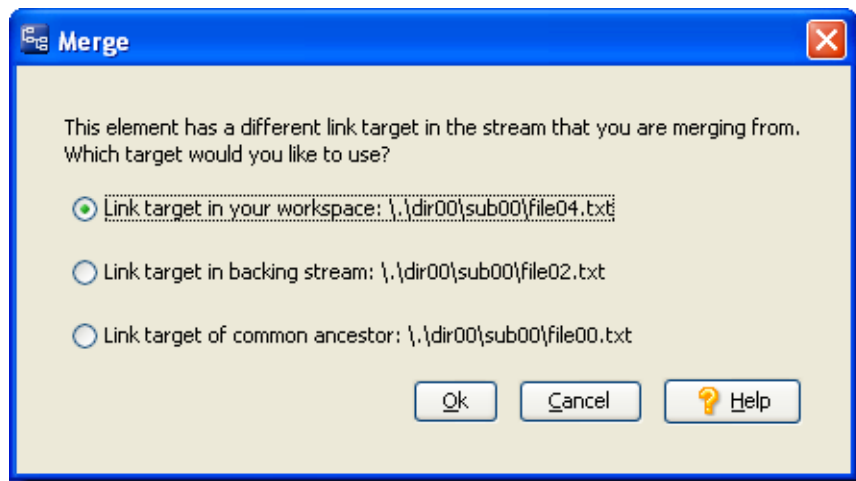 Merge
This element has a different link target in the stream that you are merging from.
Which target would you like to use?
Link target in your workspace: \.\dir00\sub00\file04.txt
Link target in backing stream: \.\dir00\sub00\file02.txt
Link target of common ancestor: \.\dir00\sub00\file00.txt
Ok Cancel Help